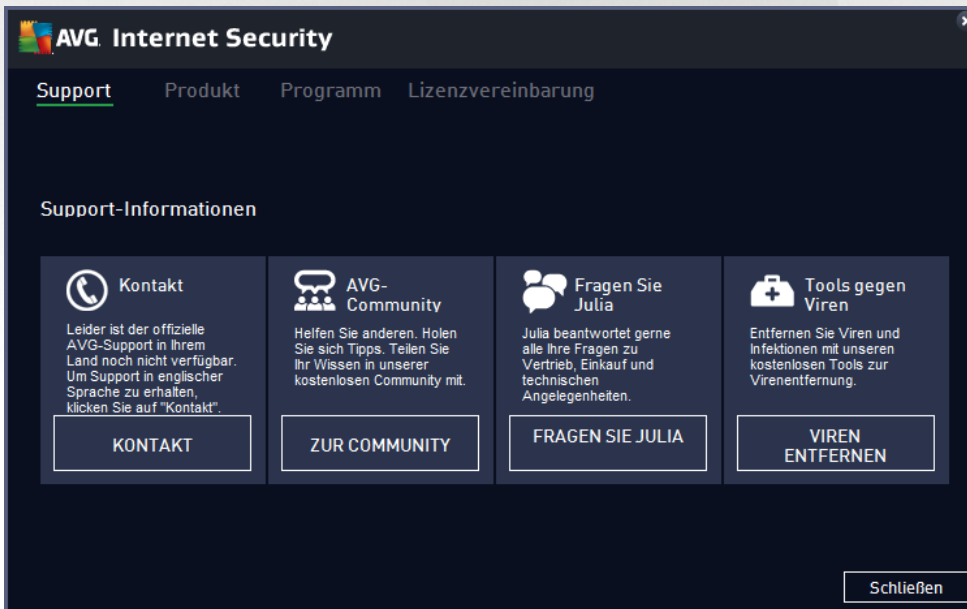 AVG. Internet Security
Support Produkt Programm Lizenzvereinbarung
Support-Informationen
Kontakt
Leider ist der offizielle
AVG-Support in Ihrem
Land noch nicht verfügbar.
Um Support in englischer
Sprache zu erhalten,
klicken Sie auf "Kontakt".
KONTAKT
AVG-
Community
Helfen Sie anderen. Holen
Sie sich Tipps. Teilen Sie
Ihr Wissen in unserer
kostenlosen Community mit.
ZUR COMMUNITY
Fragen Sie
Julia
Julia beantwortet gerne
alle Ihre Fragen zu
Vertrieb, Einkauf und
technischen
Angelegenheiten.
FRAGEN SIE JULIA
Tools gegen
Viren
Entfernen Sie Viren und
Infektionen mit unseren
kostenlosen Tools zur
Virenentfernung.
VIREN
ENTFERNEN
Schließen